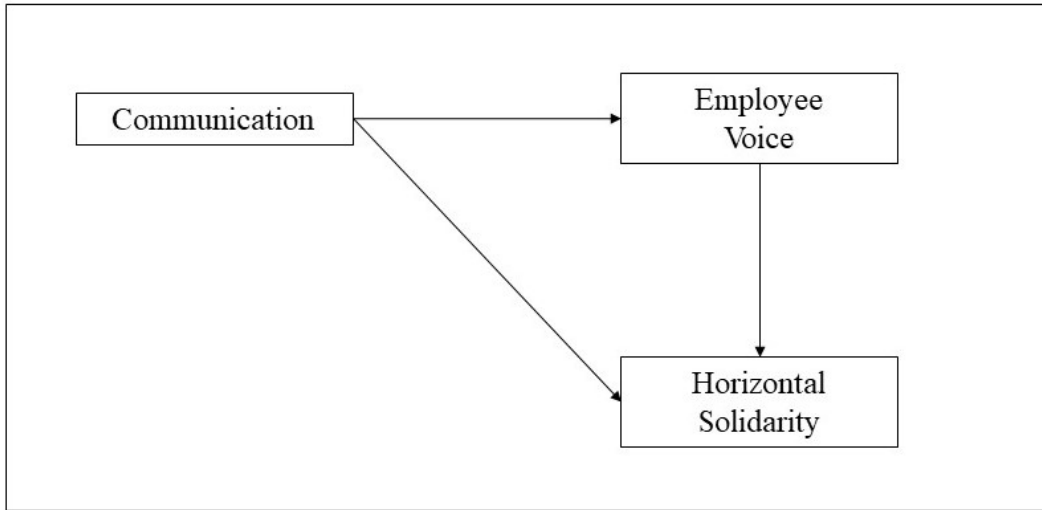 Communication
Employee
Voice
Horizontal
Solidarity